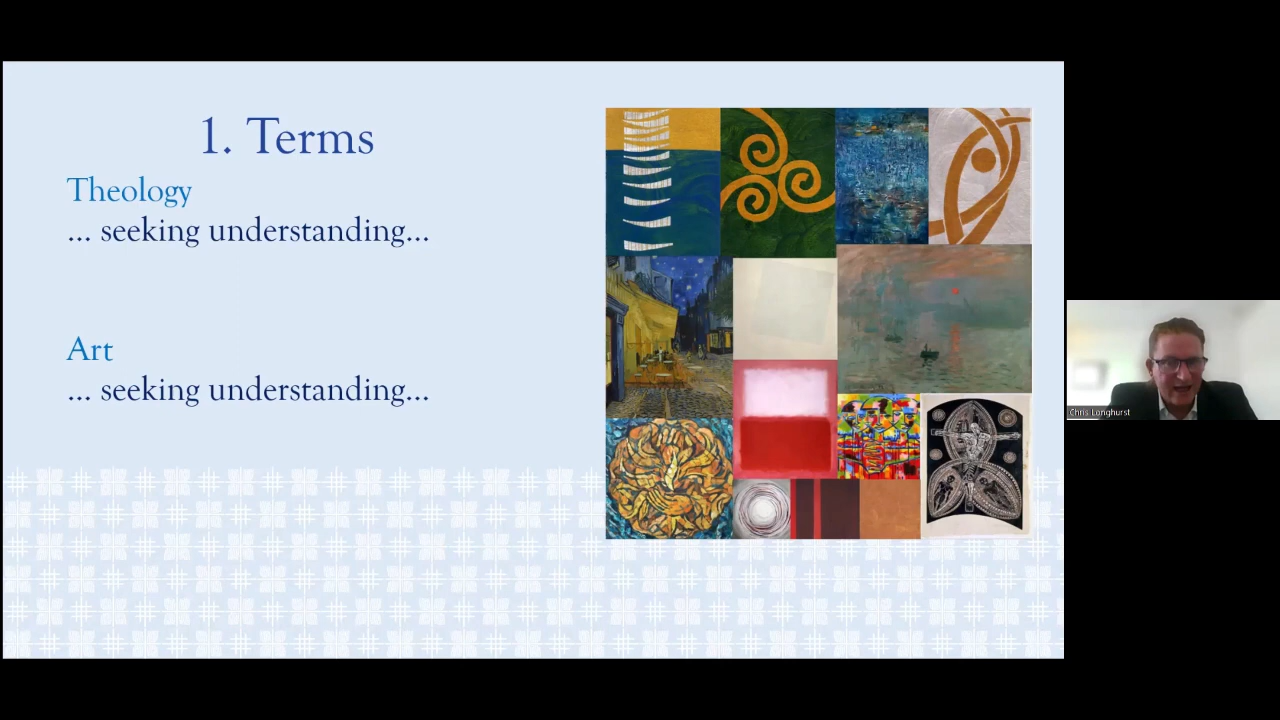 1. Terms
Theology
... seeking understanding...
Art
... seeking understanding...
Chris Longhurst